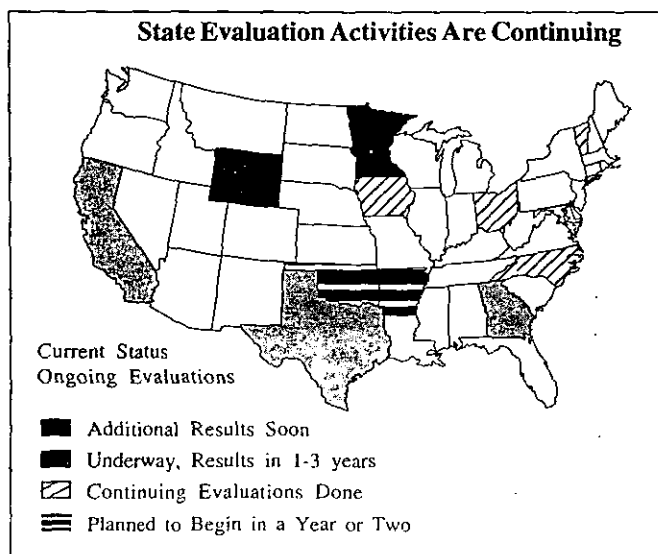 State Evaluation Activities Are Continuing
Current Status
Ongoing Evaluations
Additional Results Soon
Underway, Results in 1-3 years
Continuing Evaluations Done
Planned to Begin in a Year or Two